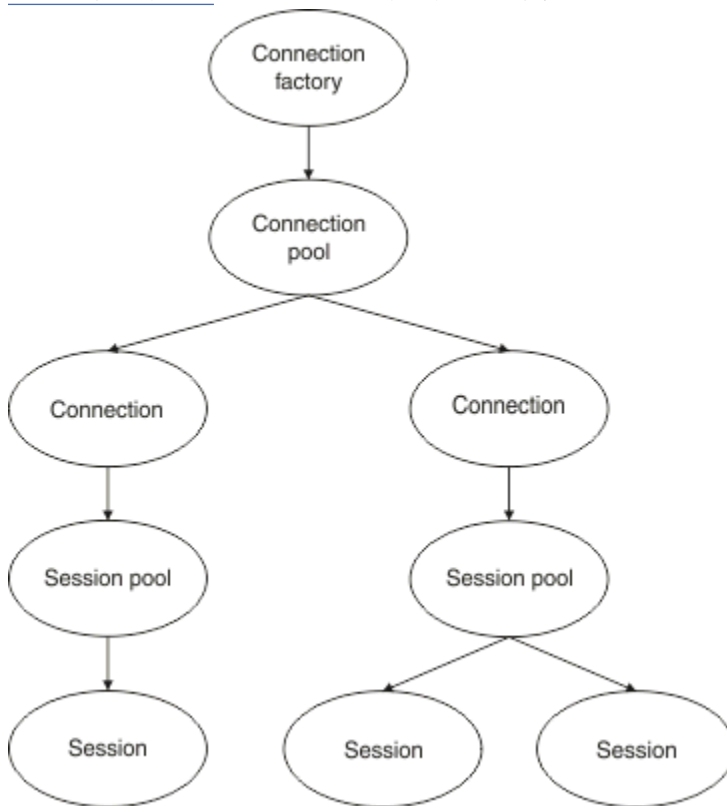 Connection
factory
Connection
pool
Connection
Connection
Session pool
Session pool
Session
Session
Session